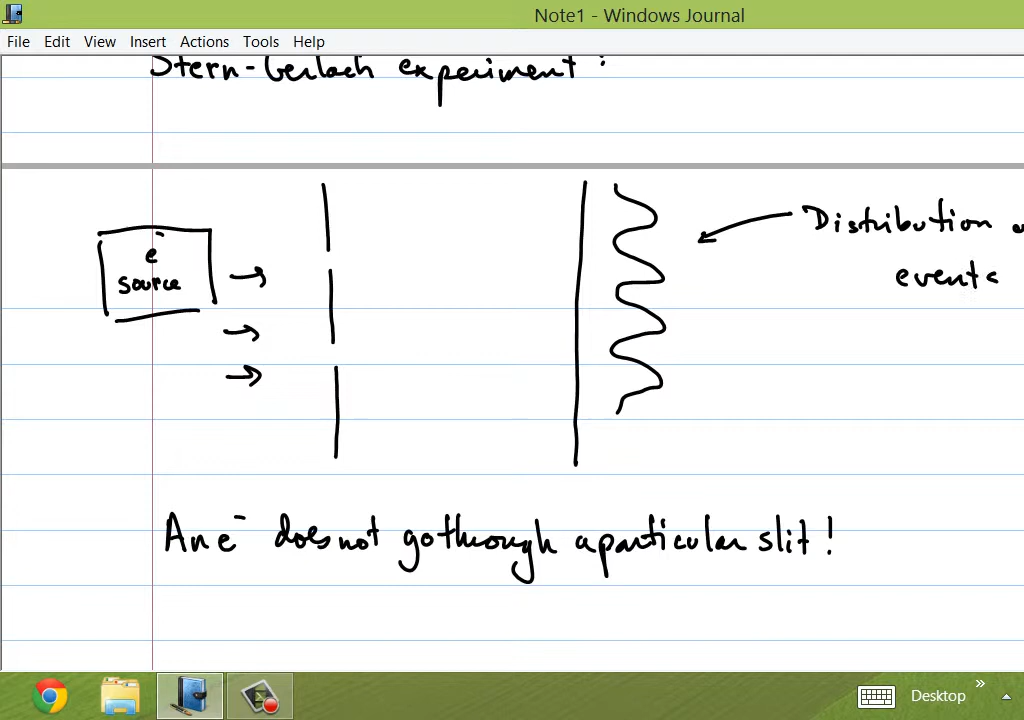 Note1 - Windows Journal
File Edit View Insert Actions Tools Help
Stern-Gerlach experiment:
e⁻
source
Distribution
events
An e⁻ does not go through a particular slit!
Desktop